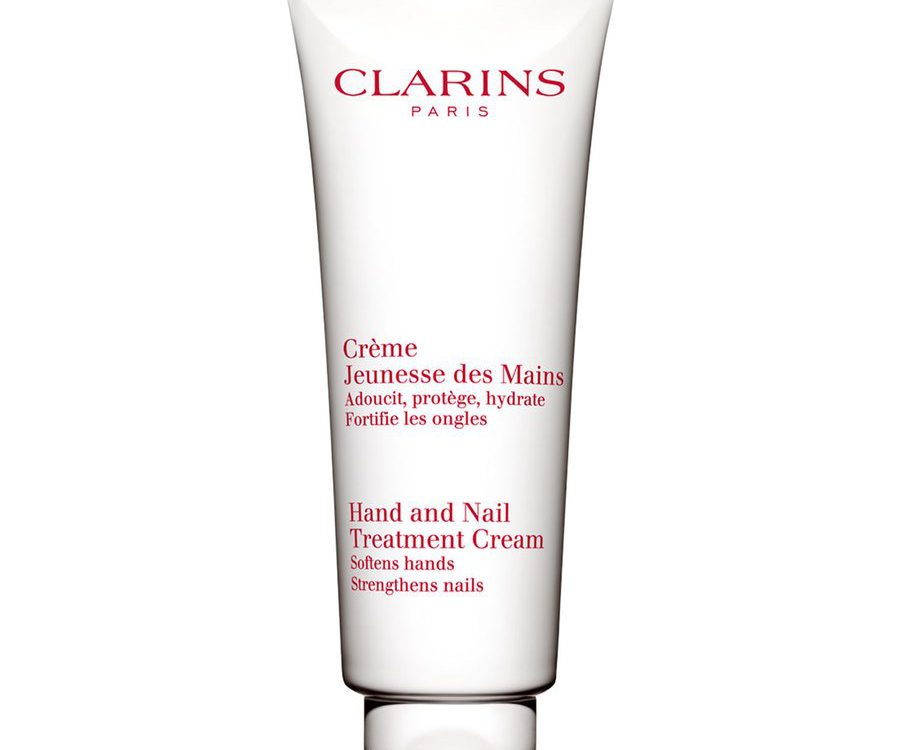 CLARINS
PARIS
Crème
Jeunesse des Mains
Adoucit, protège, hydrate
Fortifie les ongles
Hand and Nail
Treatment Cream
Softens hands
Strengthens nails